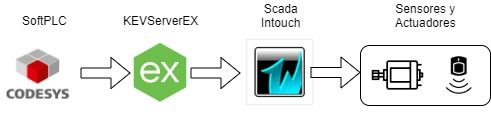 SoftPLC
KEVServerEX
Scada
Intouch
Sensores y
Actuadores
CODESYS
ex